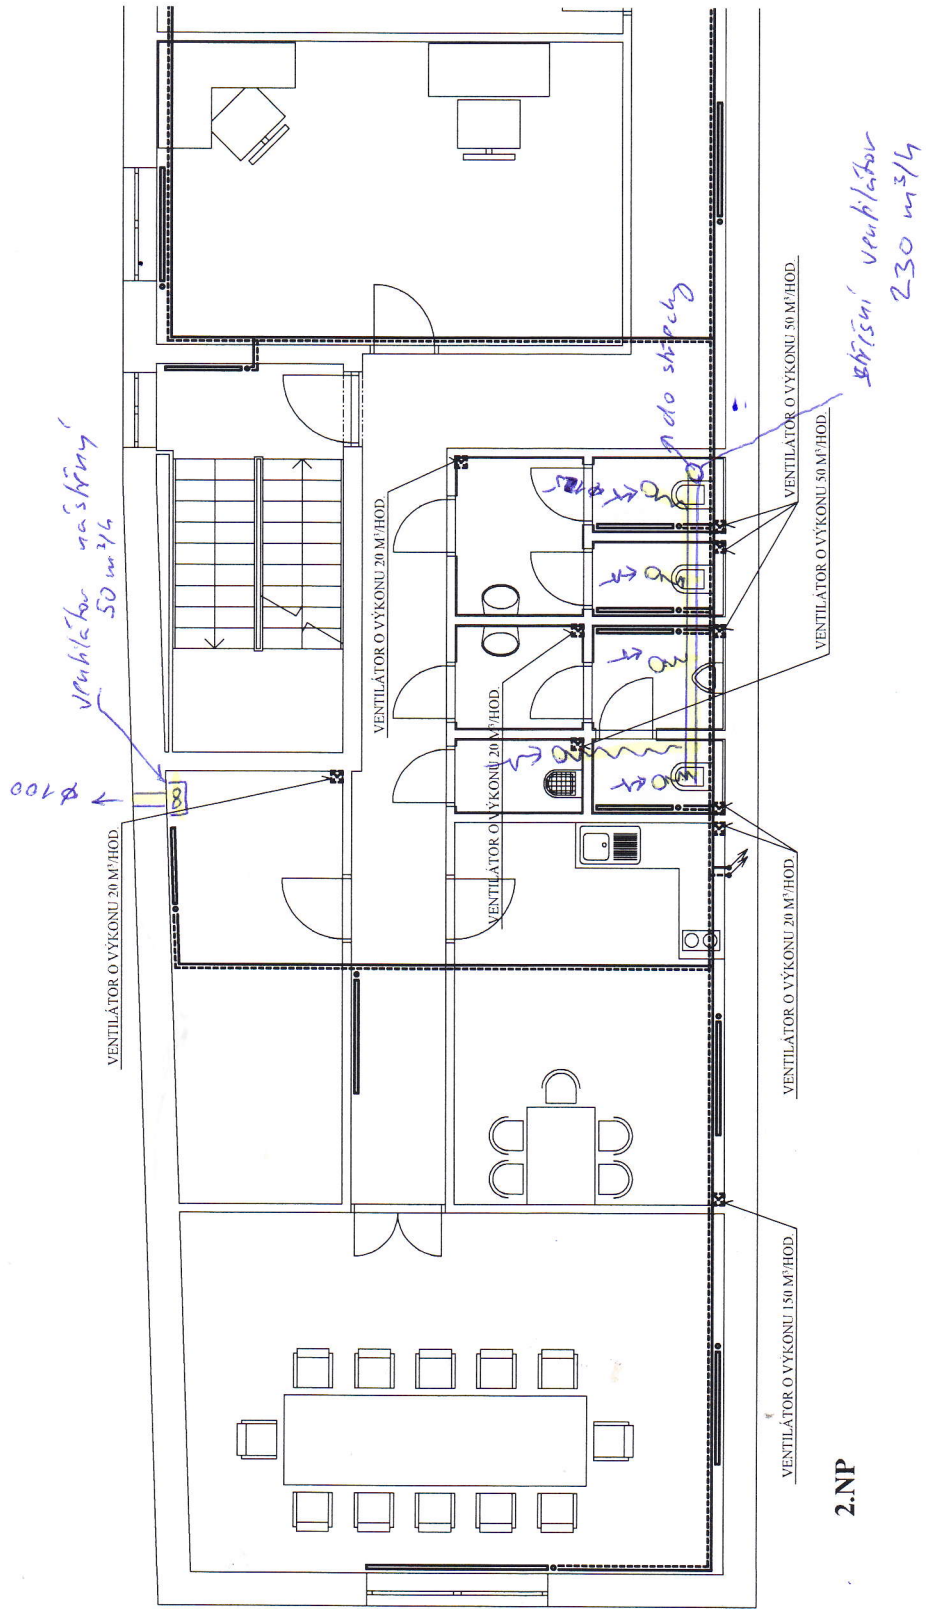 ventilátor nástěnný
50 m³/h
ø 100
VENTILÁTOR O VÝKONU 20 M³/HOD.
VENTILÁTOR O VÝKONU 20 M³/HOD.
VENTILÁTOR O VÝKONU 20 M³/HOD.
do střechy
střešní ventilátor
230 m³/h
VENTILÁTOR O VÝKONU 50 M³/HOD.
VENTILÁTOR O VÝKONU 50 M³/HOD.
VENTILÁTOR O VÝKONU 20 M³/HOD.
VENTILÁTOR O VÝKONU 150 M³/HOD.
2.NP